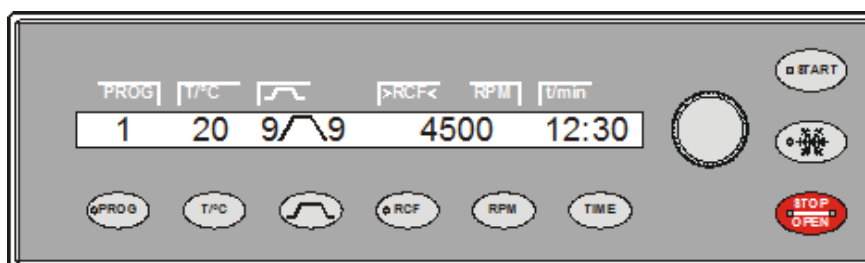 PROG T/°C >RCF< RPM t/min
START
1 20 9 9 4500 12:30
PROG T/°C RCF RPM TIME
STOP
OPEN